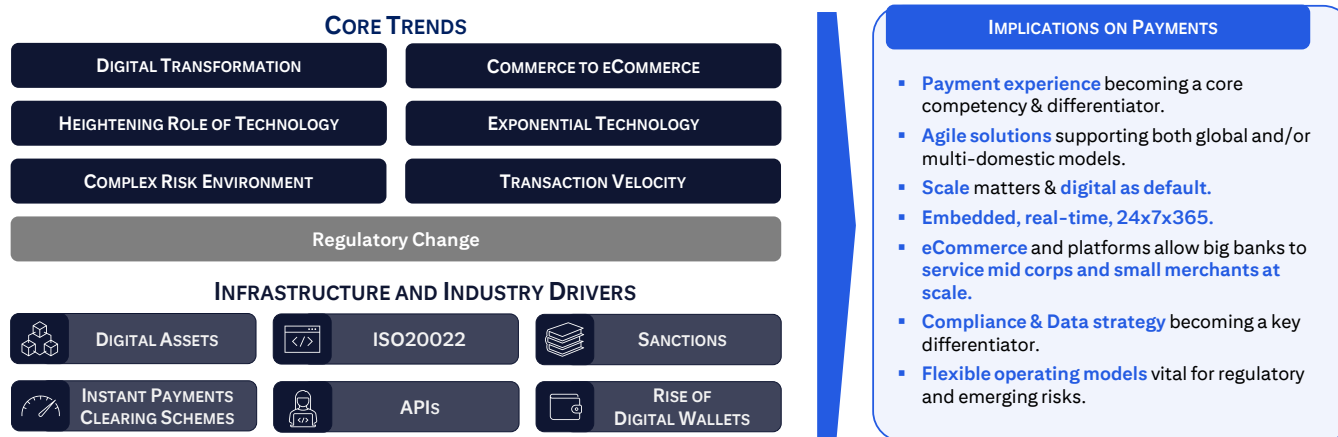 CORE TRENDS
DIGITAL TRANSFORMATION
COMMERCE TO ECOMMERCE
HEIGHTENING ROLE OF TECHNOLOGY
EXPONENTIAL TECHNOLOGY
COMPLEX RISK ENVIRONMENT
TRANSACTION VELOCITY
Regulatory Change
INFRASTRUCTURE AND INDUSTRY DRIVERS
DIGITAL ASSETS
</>
ISO20022
SANCTIONS
INSTANT PAYMENTS
CLEARING SCHEMES
</>
APIs
RISE OF
DIGITAL WALLETS
IMPLICATIONS ON PAYMENTS
▪ Payment experience becoming a core
competency & differentiator.
▪ Agile solutions supporting both global and/or
multi-domestic models.
▪ Scale matters & digital as default.
▪ Embedded, real-time, 24x7x365.
▪ eCommerce and platforms allow big banks to
service mid corps and small merchants at
scale.
▪ Compliance & Data strategy becoming a key
differentiator.
▪ Flexible operating models vital for regulatory
and emerging risks.